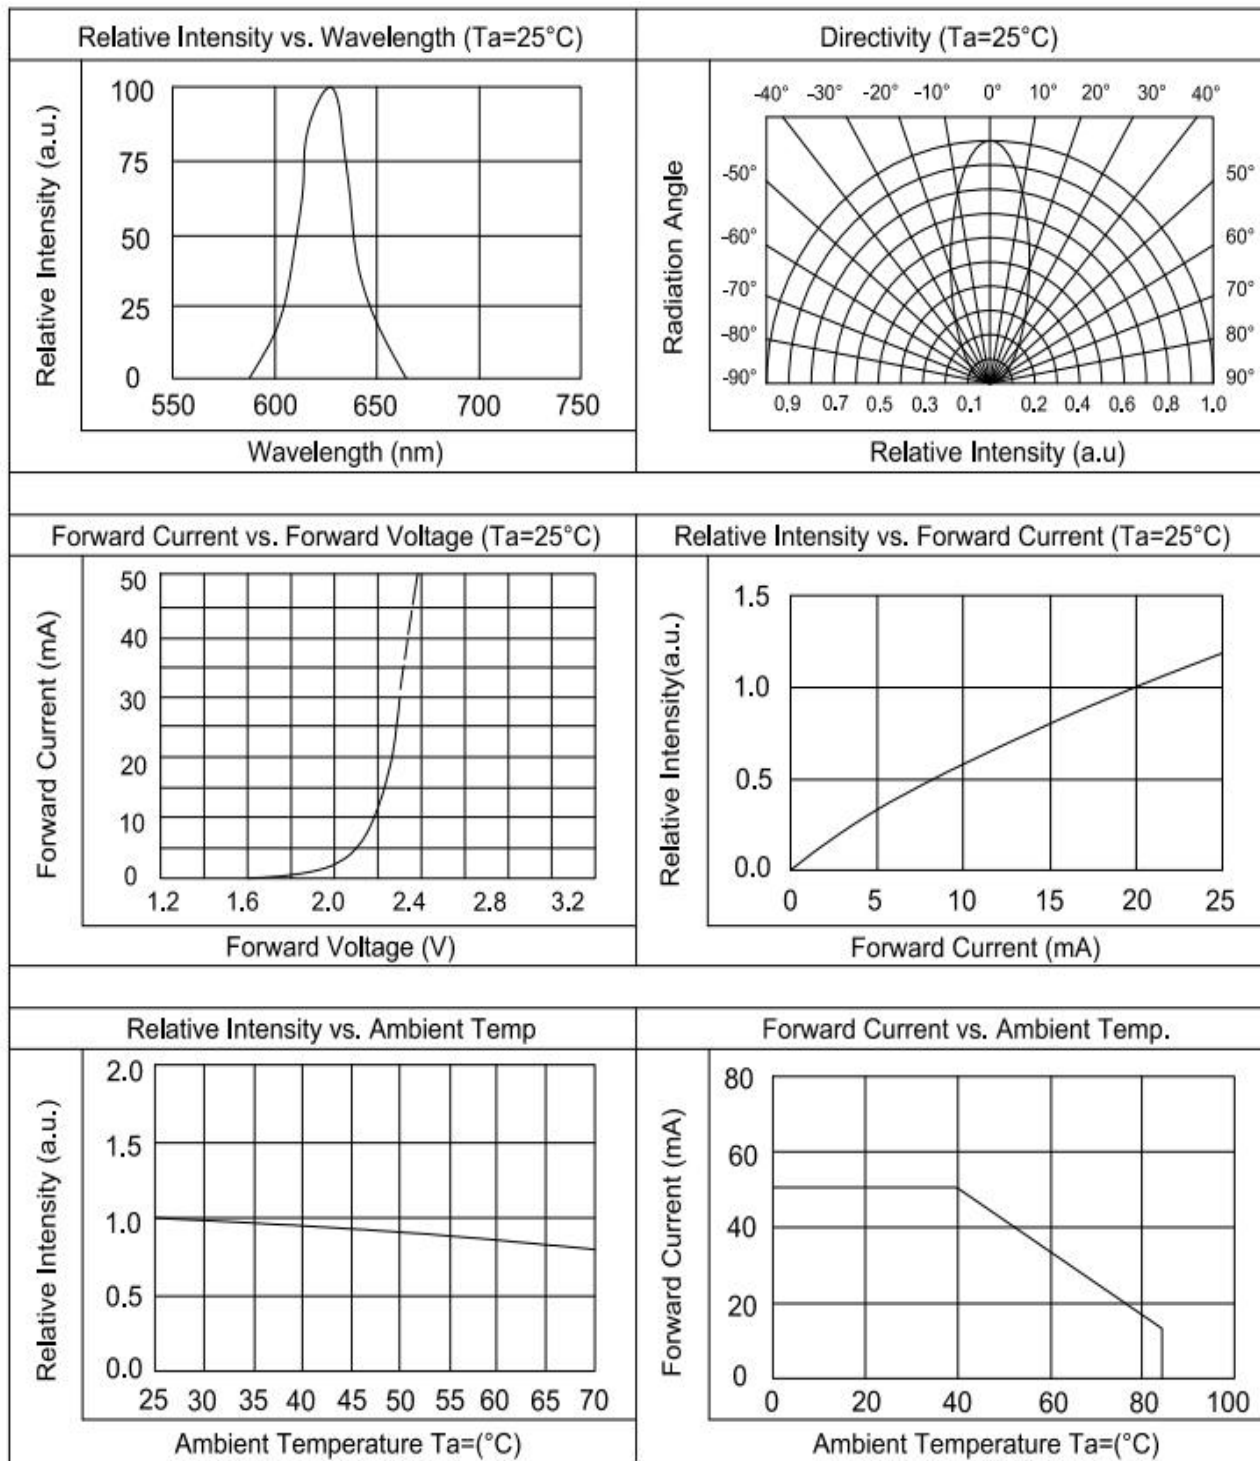 Relative Intensity vs. Wavelength (Ta=25°C)
Relative Intensity (a.u.)
100
75
50
25
0
550 600 650 700 750
Wavelength (nm)
Directivity (Ta=25°C)
Radiation Angle
-40° -30° -20° -10° 0° 10° 20° 30° 40°
-50° 50°
-60° 60°
-70° 70°
-80° 80°
-90° 90°
0.9 0.7 0.5 0.3 0.1 0.2 0.4 0.6 0.8 1.0
Relative Intensity (a.u)
Forward Current vs. Forward Voltage (Ta=25°C)
Forward Current (mA)
50
40
30
20
10
0
1.2 1.6 2.0 2.4 2.8 3.2
Forward Voltage (V)
Relative Intensity vs. Forward Current (Ta=25°C)
Relative Intensity(a.u.)
1.5
1.0
0.5
0.0
0 5 10 15 20 25
Forward Current (mA)
Relative Intensity vs. Ambient Temp
Relative Intensity (a.u.)
2.0
1.5
1.0
0.5
0.0
25 30 35 40 45 50 55 60 65 70
Ambient Temperature Ta=(°C)
Forward Current vs. Ambient Temp.
Forward Current (mA)
80
60
40
20
0
0 20 40 60 80 100
Ambient Temperature Ta=(°C)